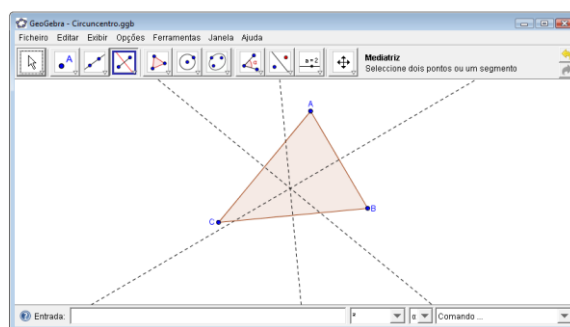 GeoGebra - Circuncentro.ggb
Ficheiro Editar Exibir Opções Ferramentas Janela Ajuda
A
a=2
Mediatriz
Seleccione dois pontos ou um segmento
A
B
C
Entrada:
α
Comando ...